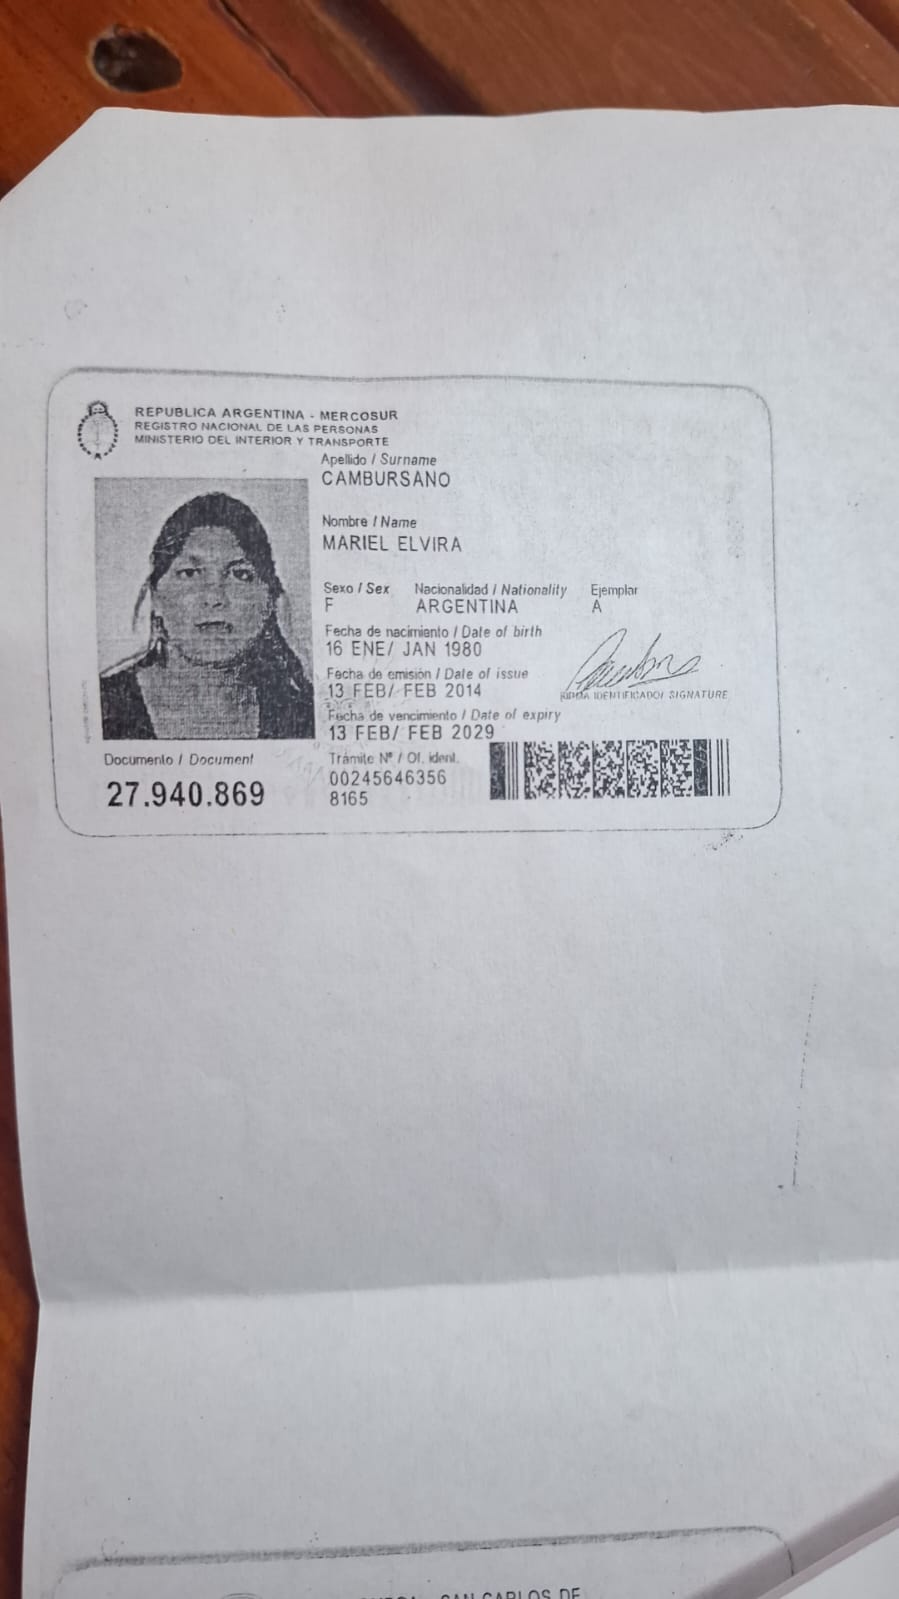 REPUBLICA ARGENTINA - MERCOSUR
REGISTRO NACIONAL DE LAS PERSONAS
MINISTERIO DEL INTERIOR Y TRANSPORTE
Apellido / Surname
CAMBURSANO
Nombre / Name
MARIEL ELVIRA
Sexo / Sex Nacionalidad / Nationality Ejemplar
F ARGENTINA A
Fecha de nacimiento / Date of birth
16 ENE/ JAN 1980
Fecha de emisión / Date of issue
13 FEB/ FEB 2014
FIRMA IDENTIFICADO/ SIGNATURE
Fecha de vencimiento / Date of expiry
13 FEB/ FEB 2029
Documento / Document
27.940.869
Trámite Nº / Of. ident.
00245646356
8165
SAN CARLOS DE